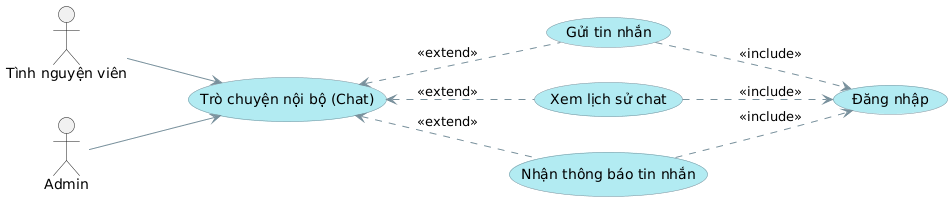 Tình nguyện viên
Admin
Trò chuyện nội bộ (Chat)
«extend»
«extend»
«extend»
Gửi tin nhắn
Xem lịch sử chat
Nhận thông báo tin nhắn
«include»
«include»
«include»
Đăng nhập